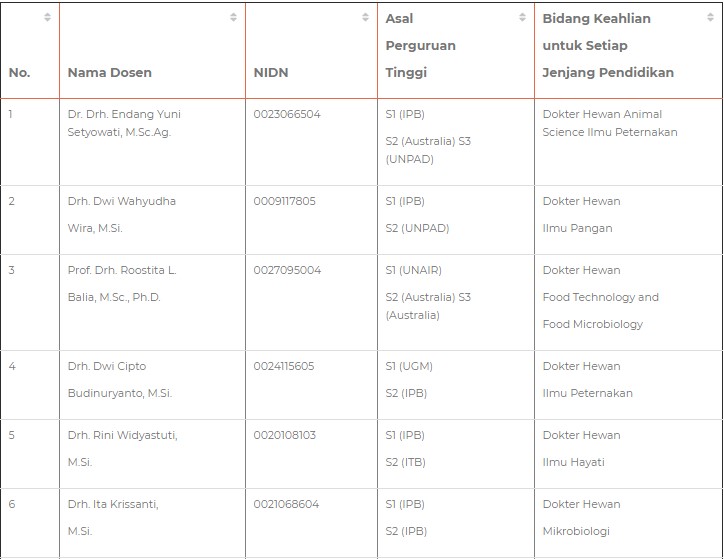 No.
Nama Dosen
NIDN
Asal
Perguruan
Tinggi
Bidang Keahlian
untuk Setiap
Jenjang Pendidikan
1
Dr. Drh. Endang Yuni
Setyowati, M.Sc.Ag.
0023066504
S1 (IPB)
S2 (Australia) S3
(UNPAD)
Dokter Hewan Animal
Science Ilmu Peternakan
2
Drh. Dwi Wahyudha
Wira, M.Si.
0009117805
S1 (IPB)
S2 (UNPAD)
Dokter Hewan
Ilmu Pangan
3
Prof. Drh. Roostita L.
Balia, M.Sc., Ph.D.
0027095004
S1 (UNAIR)
S2 (Australia) S3
(Australia)
Dokter Hewan
Food Technology and
Food Microbiology
4
Drh. Dwi Cipto
Budinuryanto, M.Si.
0024115605
S1 (UGM)
S2 (IPB)
Dokter Hewan
Ilmu Peternakan
5
Drh. Rini Widyastuti,
M.Si.
0020108103
S1 (IPB)
S2 (ITB)
Dokter Hewan
Ilmu Hayati
6
Drh. Ita Krissanti,
M.Si.
0021068604
S1 (IPB)
S2 (IPB)
Dokter Hewan
Mikrobiologi